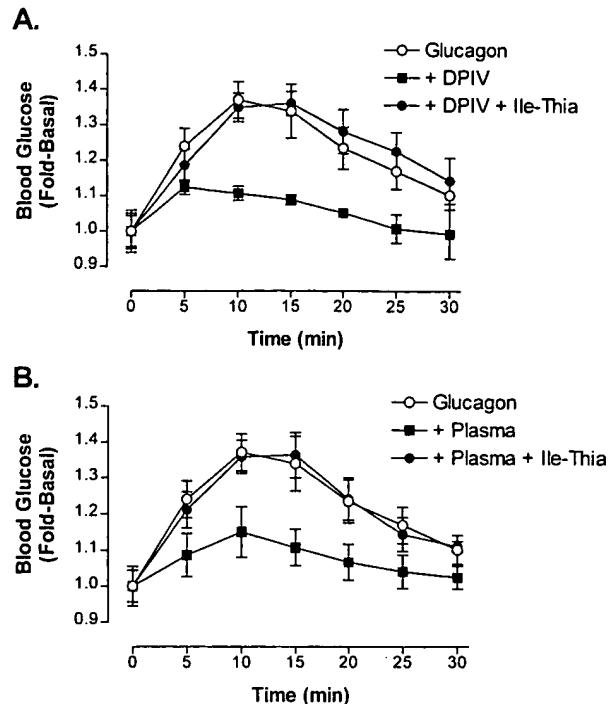 A.
Blood Glucose
(Fold-Basal)
1.5
1.4
1.3
1.2
1.1
1.0
0.9
Glucagon
+ DPIV
+ DPIV + Ile-Thia
0 5 10 15 20 25 30
Time (min)
B.
Blood Glucose
(Fold-Basal)
1.5
1.4
1.3
1.2
1.1
1.0
0.9
Glucagon
+ Plasma
+ Plasma + Ile-Thia
0 5 10 15 20 25 30
Time (min)